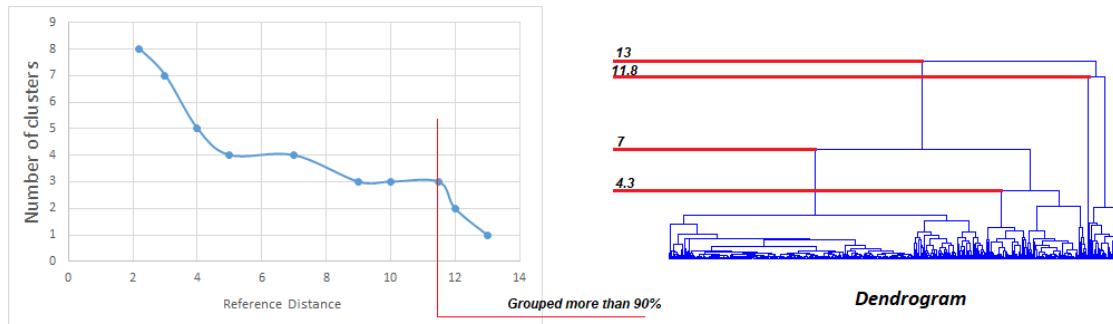 9
8
7
6
5
4
3
2
1
0
Number of clusters
0 2 4 6 8 10 12 14
Reference Distance
Grouped more than 90%
13
11.8
7
4.3
Dendrogram